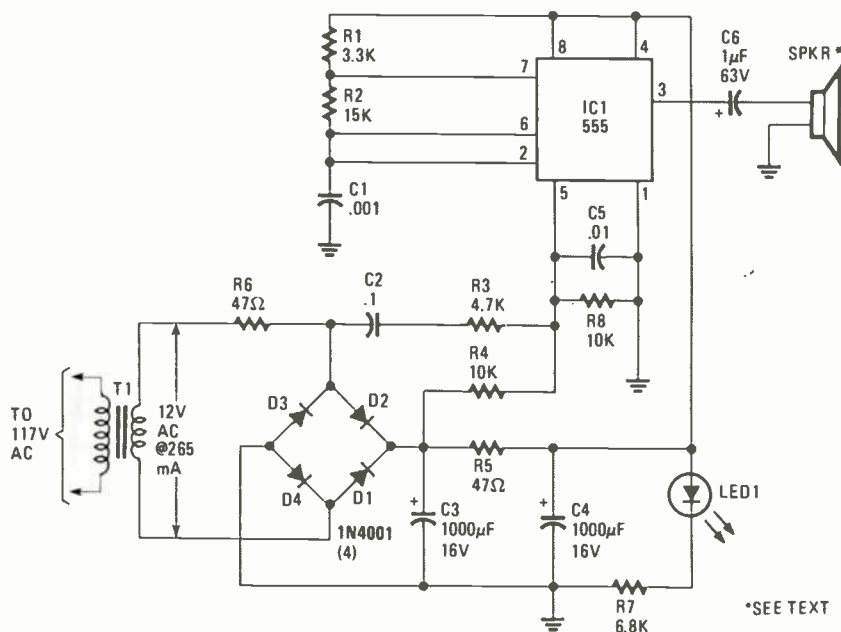 R1
3.3K
R2
15K
C1
.001
8
4
7
6
2
3
5
1
IC1
555
C6
1µF
63V
+
SPKR *
C5
.01
R8
10K
R6
47Ω
C2
.1
R3
4.7K
R4
10K
TO
117V
AC
T1
12V
AC
@265
mA
D3
D2
D4
D1
1N4001
(4)
R5
47Ω
+
C3
1000µF
16V
+
C4
1000µF
16V
LED1
R7
6.8K
*SEE TEXT